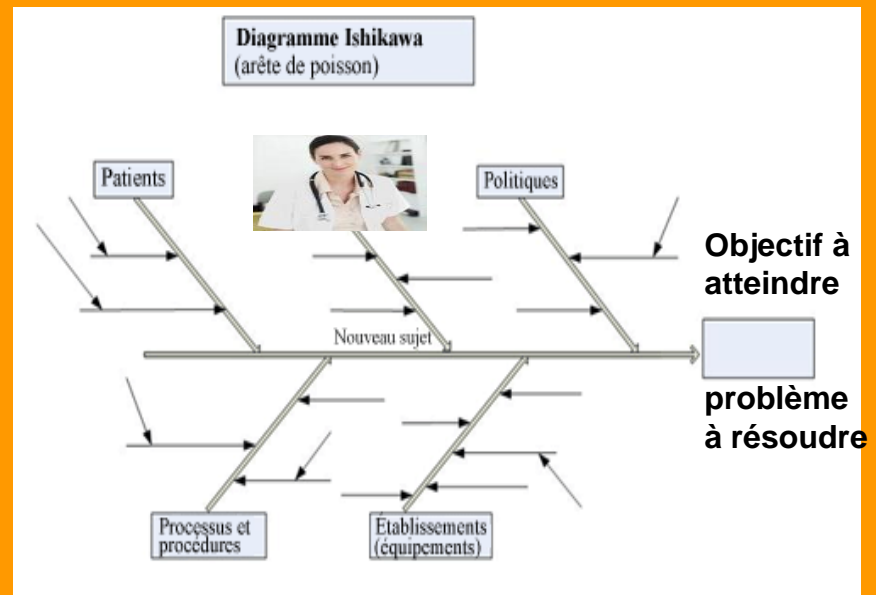 Diagramme Ishikawa
(arête de poisson)
Patients
Politiques
Objectif à
atteindre
Nouveau sujet
problème
à résoudre
Processus et
procédures
Établissements
(équipements)